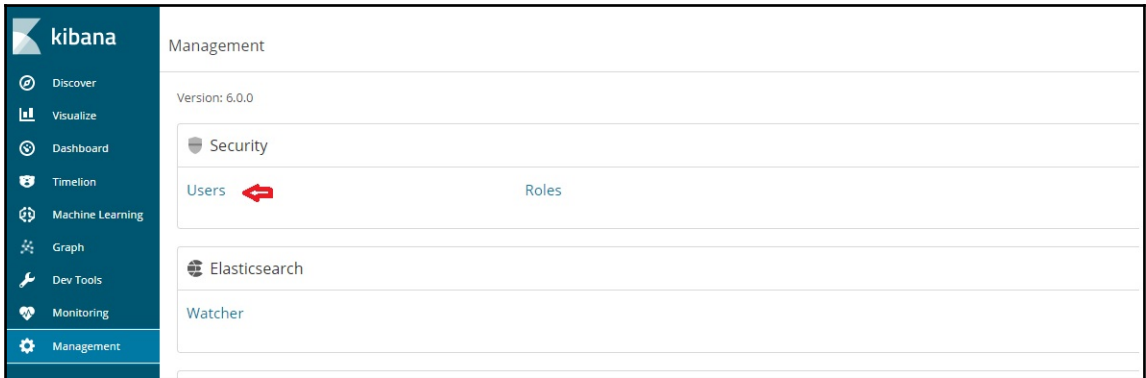 kibana
Discover
Visualize
Dashboard
Timelion
Machine Learning
Graph
Dev Tools
Monitoring
Management
Management
Version: 6.0.0
Security
Users Roles
Elasticsearch
Watcher